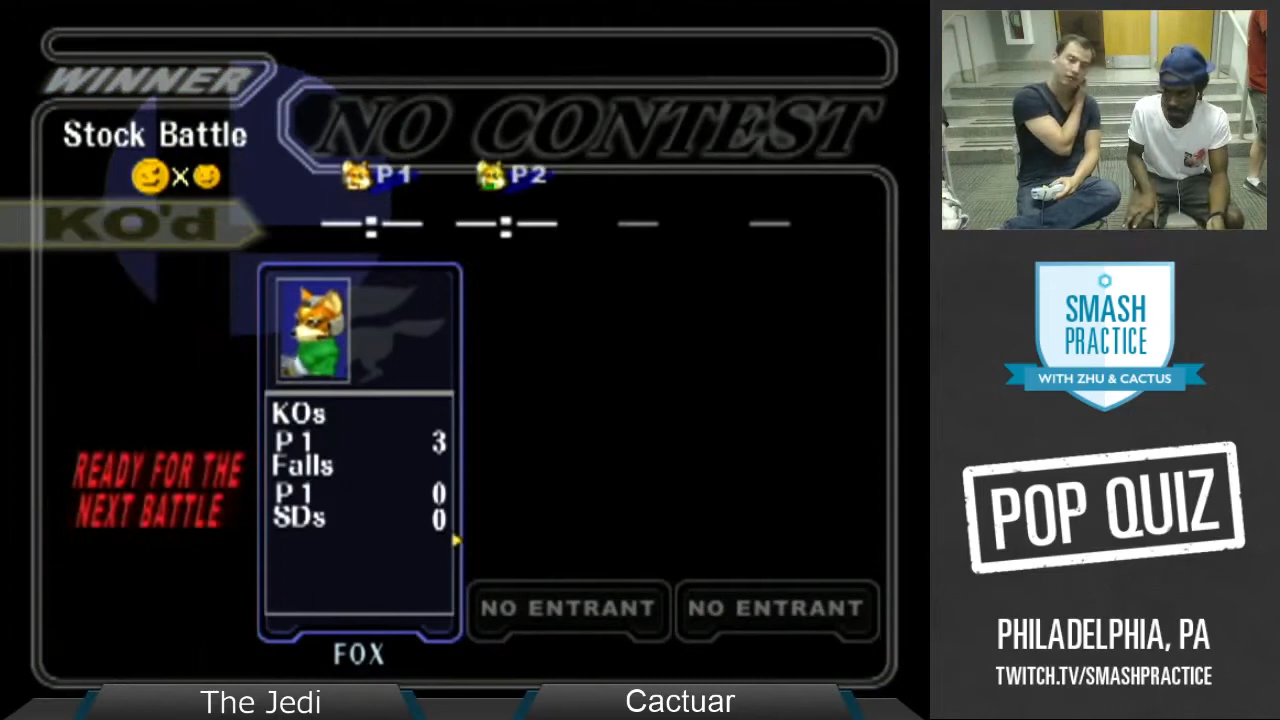 WINNER
NO CONTEST
Stock Battle
x
P1
P2
KO'd
--:--
--:--
KOs
P1 3
Falls
P1 0
SDs 0
READY FOR THE
NEXT BATTLE
NO ENTRANT
NO ENTRANT
FOX
The Jedi
Cactuar
SMASH
PRACTICE
WITH ZHU & CACTUS
POP QUIZ
PHILADELPHIA, PA
TWITCH.TV/SMASHPRACTICE